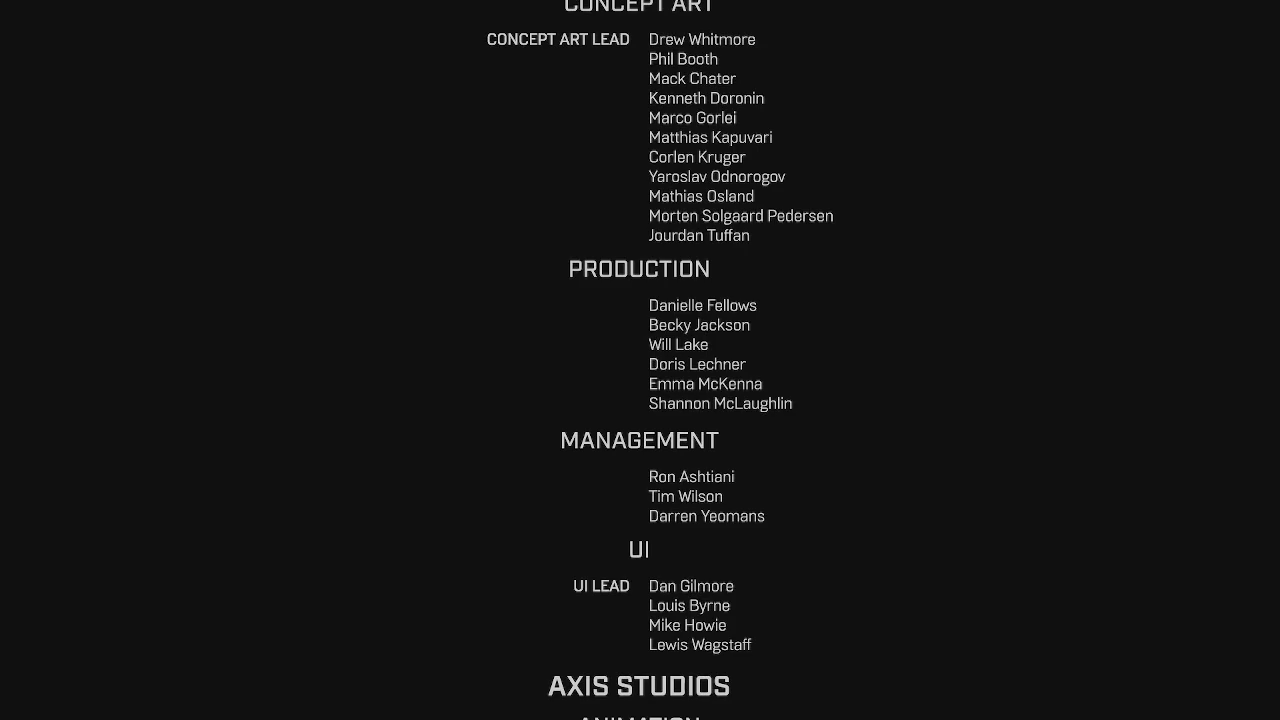 CONCEPT ART
CONCEPT ART LEAD Drew Whitmore
Phil Booth
Mack Chater
Kenneth Doronin
Marco Gorlei
Matthias Kapuvari
Corlen Kruger
Yaroslav Odnorogov
Mathias Osland
Morten Solgaard Pedersen
Jourdan Tuffan
PRODUCTION
Danielle Fellows
Becky Jackson
Will Lake
Doris Lechner
Emma McKenna
Shannon McLaughlin
MANAGEMENT
Ron Ashtiani
Tim Wilson
Darren Yeomans
UI
UI LEAD Dan Gilmore
Louis Byrne
Mike Howie
Lewis Wagstaff
AXIS STUDIOS
ANIMATION